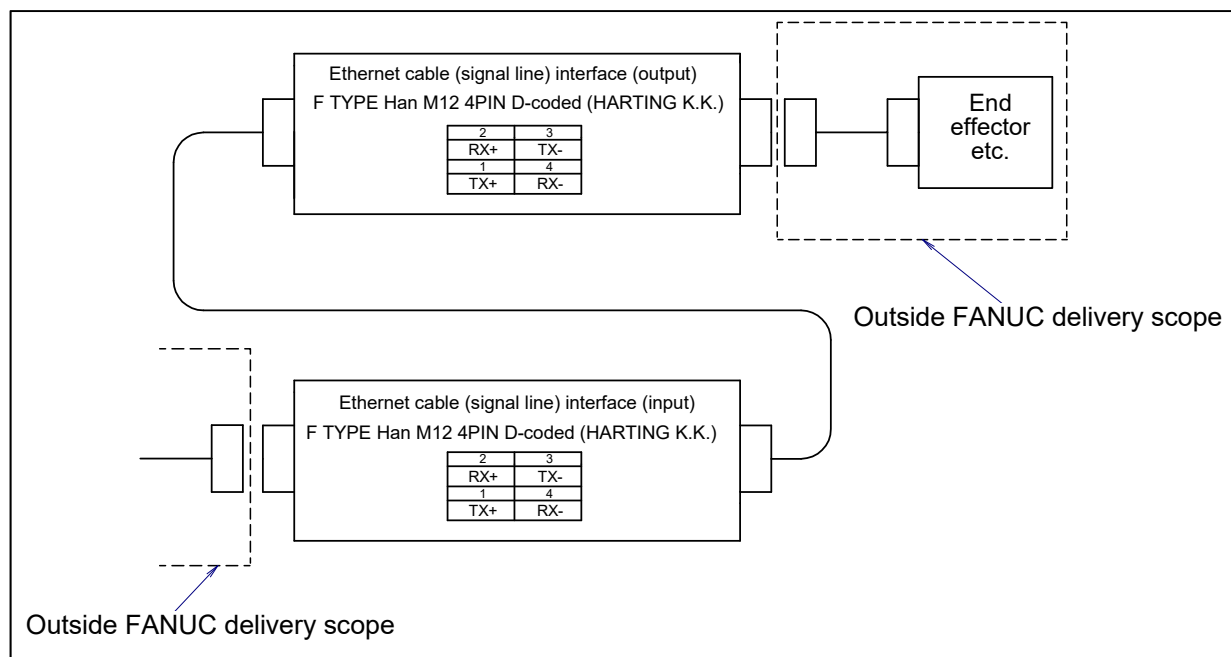 Ethernet cable (signal line) interface (output)
F TYPE Han M12 4PIN D-coded (HARTING K.K.)
2 3
RX+ TX-
1 4
TX+ RX-
End
effector
etc.
Outside FANUC delivery scope
Ethernet cable (signal line) interface (input)
F TYPE Han M12 4PIN D-coded (HARTING K.K.)
2 3
RX+ TX-
1 4
TX+ RX-
Outside FANUC delivery scope